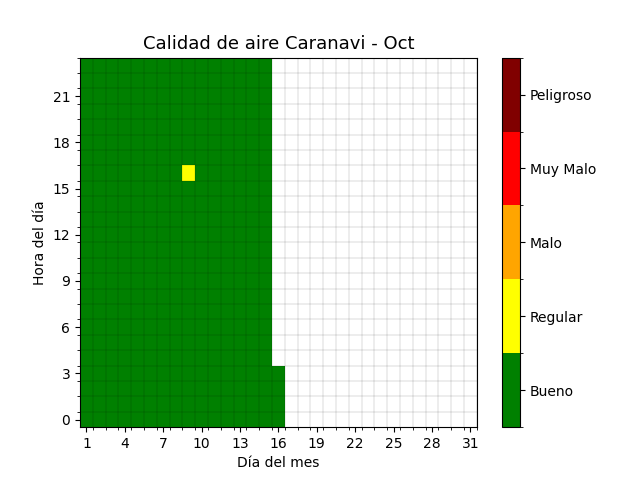 Calidad de aire Caranavi - Oct
Hora del día
21
18
15
12
9
6
3
0
1 4 7 10 13 16 19 22 25 28 31
Día del mes
Peligroso
Muy Malo
Malo
Regular
Bueno